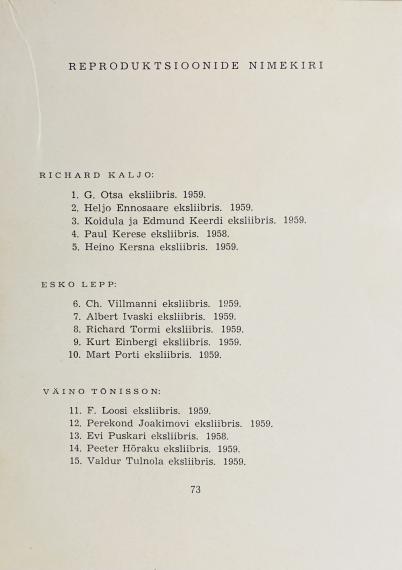 REPRODUKTSIOONIDE NIMEKIRI
RICHARD KALJO:
1. G. Otsa eksliibris. 1959.
2. Heljo Ennosaare eksliibris. 1959.
3. Koidula ja Edmund Keerdi eksliibris. 1959.
4. Paul Kerese eksliibris. 1958.
5. Heino Kersna eksliibris. 1959.
ESKO LEPP:
6. Ch. Villmanni eksliibris. 1959.
7. Albert Ivaski eksliibris. 1959.
8. Richard Tormi eksliibris. 1959.
9. Kurt Einbergi eksliibris. 1959.
10. Mart Porti eksliibris. 1959.
VÄINO TÕNISSON:
11. F. Loosi eksliibris. 1959.
12. Perekond Joakimovi eksliibris. 1959.
13. Evi Puskari eksliibris. 1958.
14. Peeter Hõraku eksliibris. 1959.
15. Valdur Tulnola eksliibris. 1959.
73